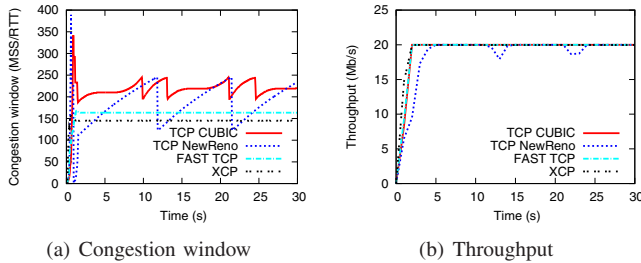 Congestion window (MSS/RTT)
400
350
300
250
200
150
100
50
0
TCP CUBIC
TCP NewReno
FAST TCP
XCP
0 5 10 15 20 25 30
Time (s)
(a) Congestion window
Throughput (Mb/s)
25
20
15
10
5
0
TCP CUBIC
TCP NewReno
FAST TCP
XCP
0 5 10 15 20 25 30
Time (s)
(b) Throughput